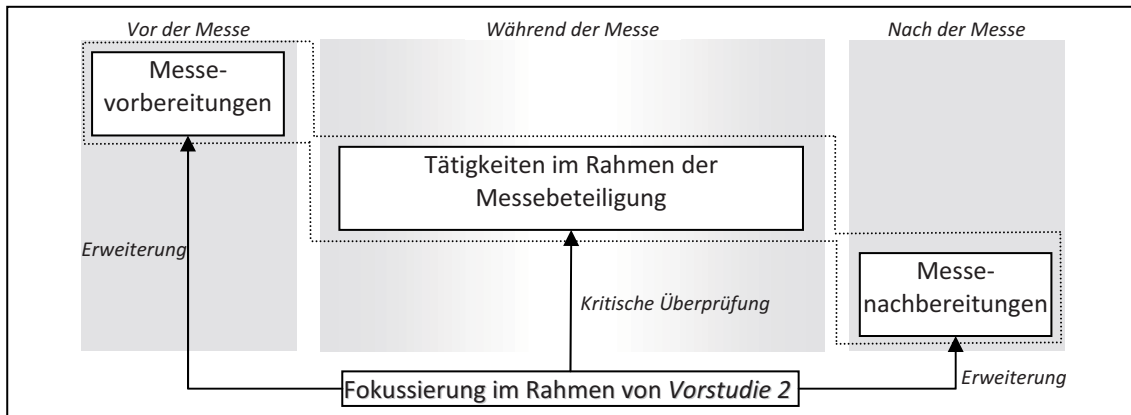 Vor der Messe
Während der Messe
Nach der Messe
Messe-
vorbereitungen
Tätigkeiten im Rahmen der
Messebeteiligung
Erweiterung
Messe-
nachbereitungen
Kritische Überprüfung
Erweiterung
Fokussierung im Rahmen von Vorstudie 2